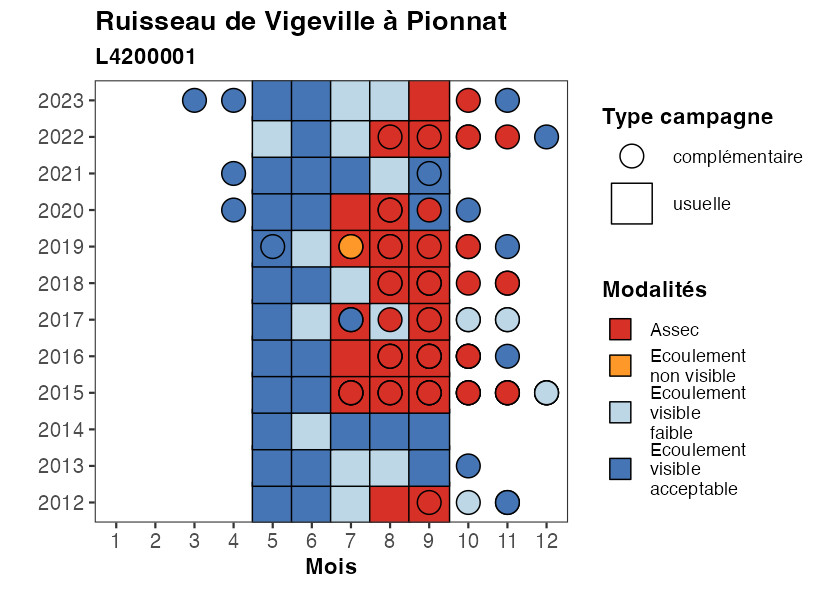 Ruisseau de Vigeville à Pionnat
L4200001
2023
2022
2021
2020
2019
2018
2017
2016
2015
2014
2013
2012
1 2 3 4 5 6 7 8 9 10 11 12
Mois
Type campagne
complémentaire
usuelle
Modalités
Assec
Ecoulement
non visible
Ecoulement
visible
faible
Ecoulement
visible
acceptable